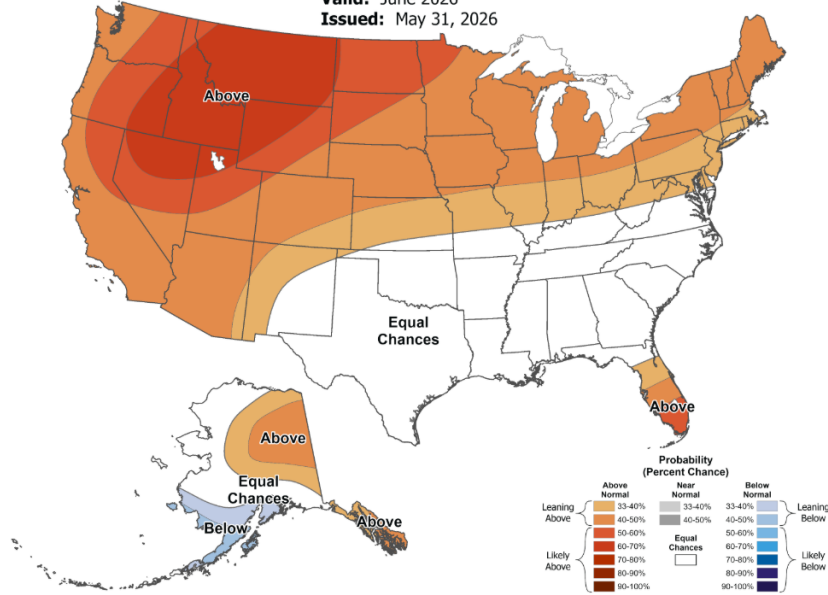 Valid: June 2026
Issued: May 31, 2026
Above
Equal
Chances
Above
Above
Equal
Chances
Below
Above
Probability
(Percent Chance)
Above
Normal
Near
Normal
Below
Normal
Leaning
Above
33-40%
40-50%
33-40%
40-50%
33-40%
40-50%
Leaning
Below
Likely
Above
50-60%
60-70%
70-80%
80-90%
90-100%
Equal
Chances
50-60%
60-70%
70-80%
80-90%
90-100%
Likely
Below